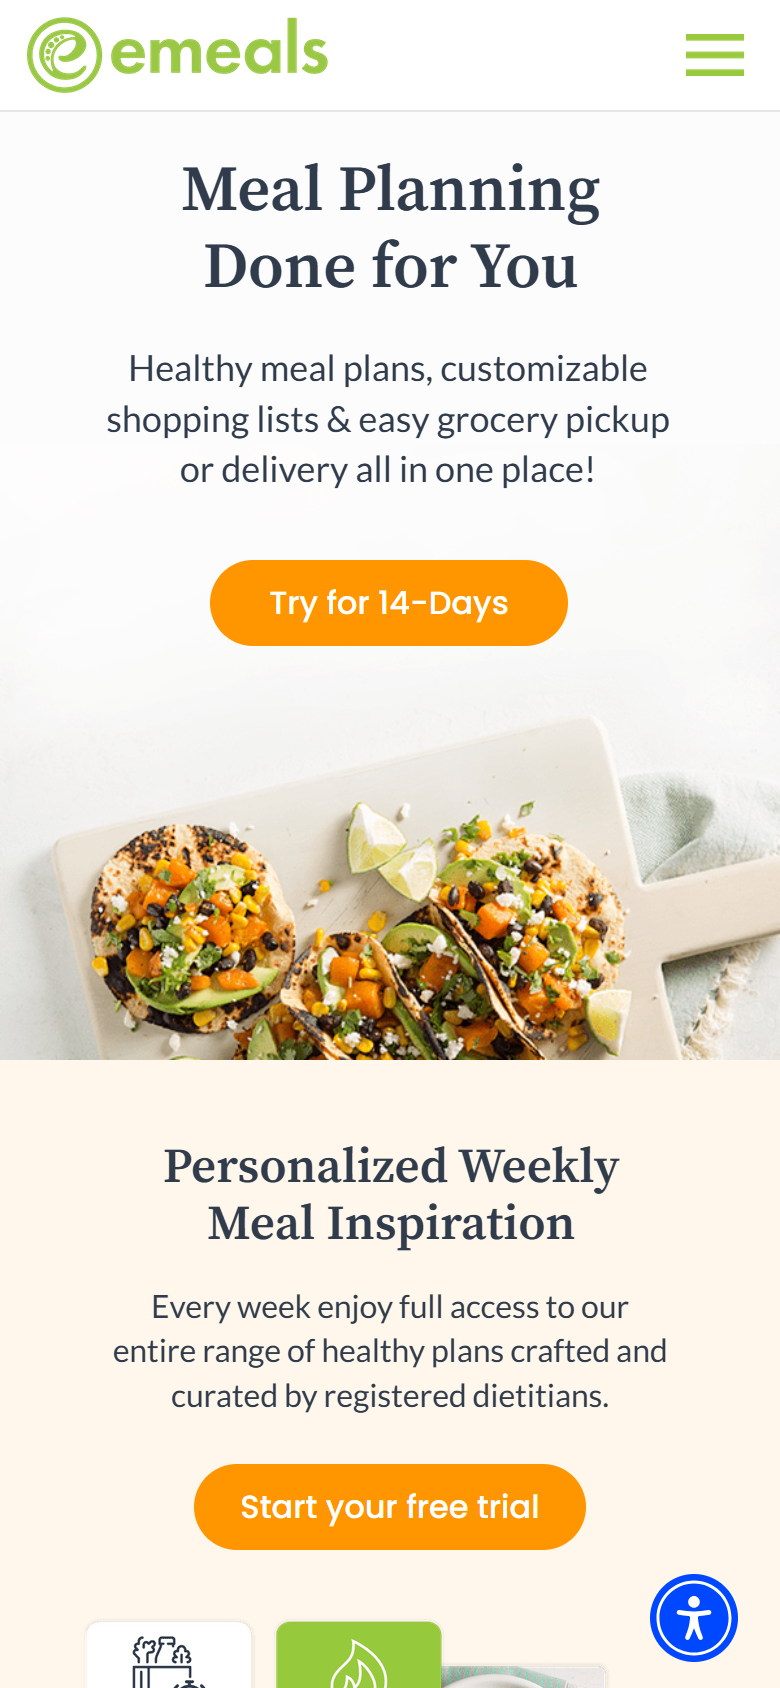 emeals
Meal Planning
Done for You
Healthy meal plans, customizable
shopping lists & easy grocery pickup
or delivery all in one place!
Try for 14-Days
Personalized Weekly
Meal Inspiration
Every week enjoy full access to our
entire range of healthy plans crafted and
curated by registered dietitians.
Start your free trial